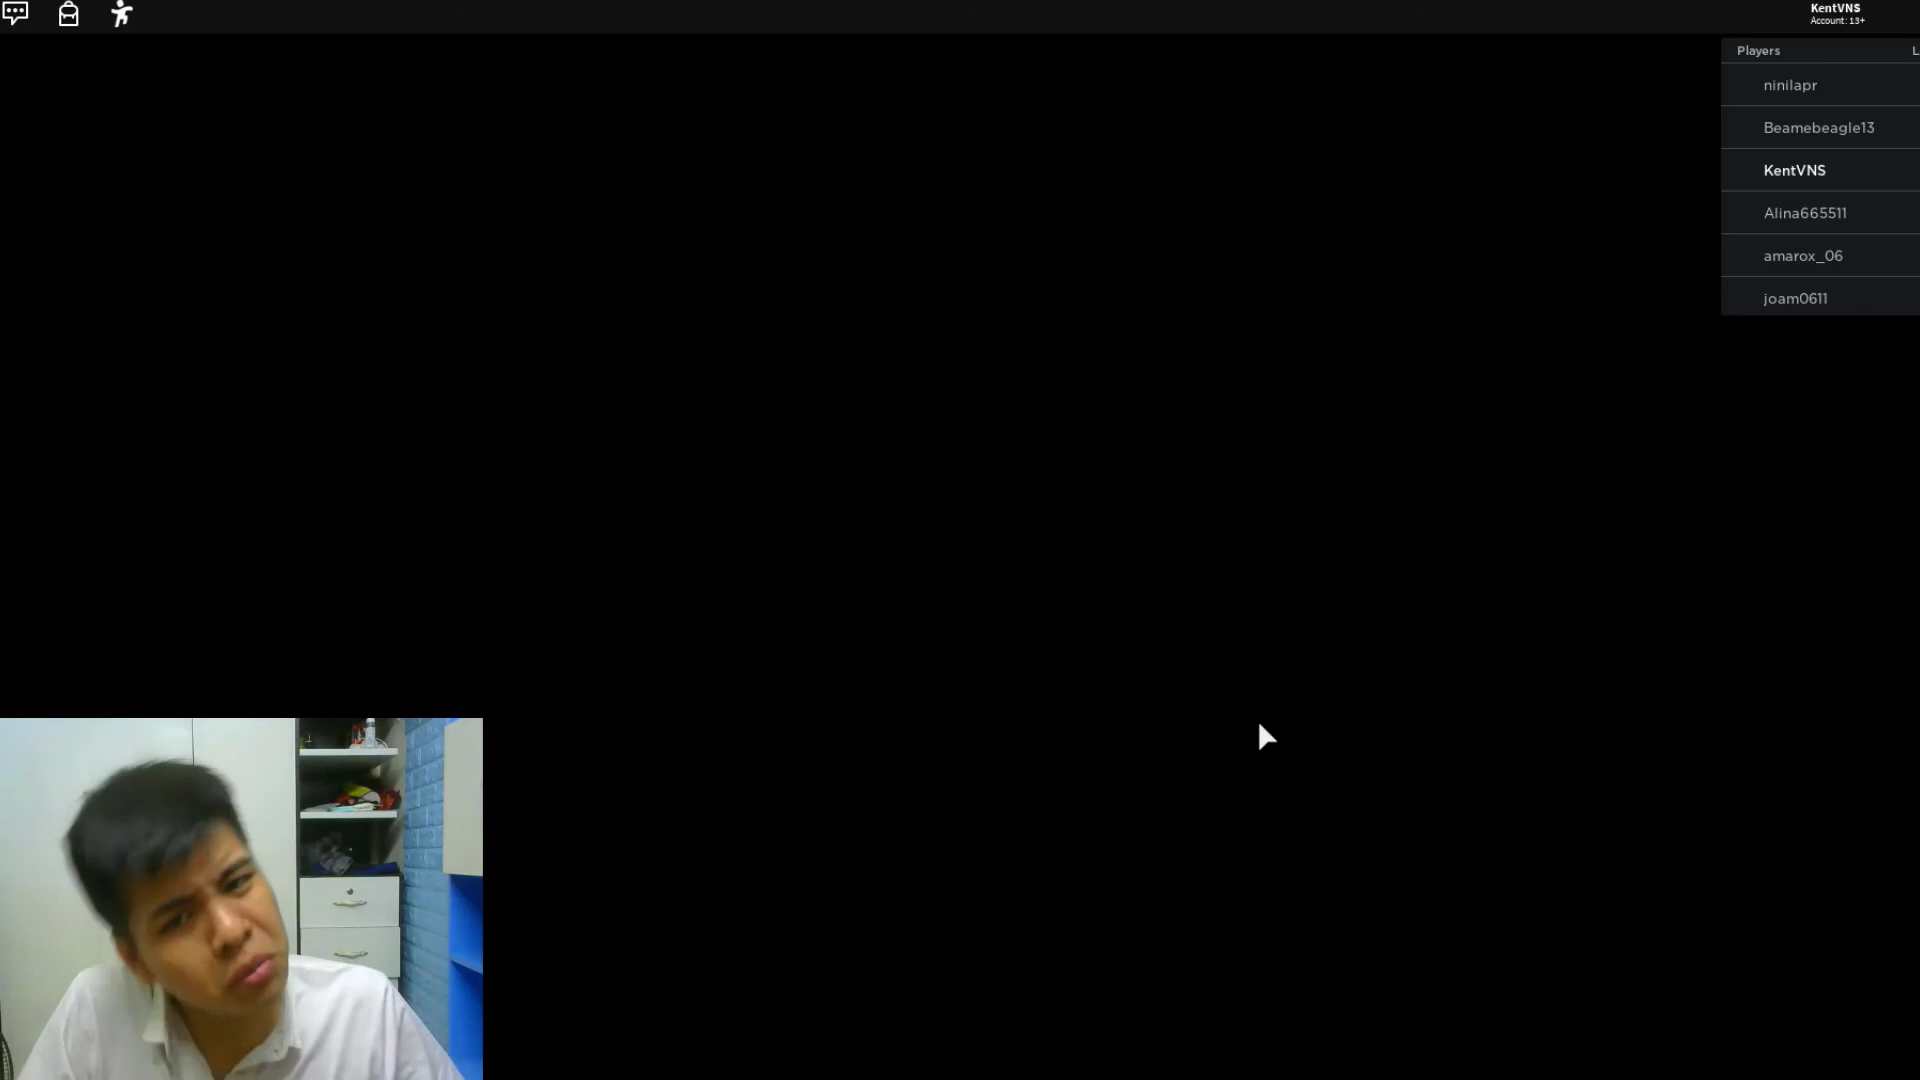 KentVNS
Account: 13+
Players
ninilapr
Beamebeagle13
KentVNS
Alina665511
amarox_06
joam0611